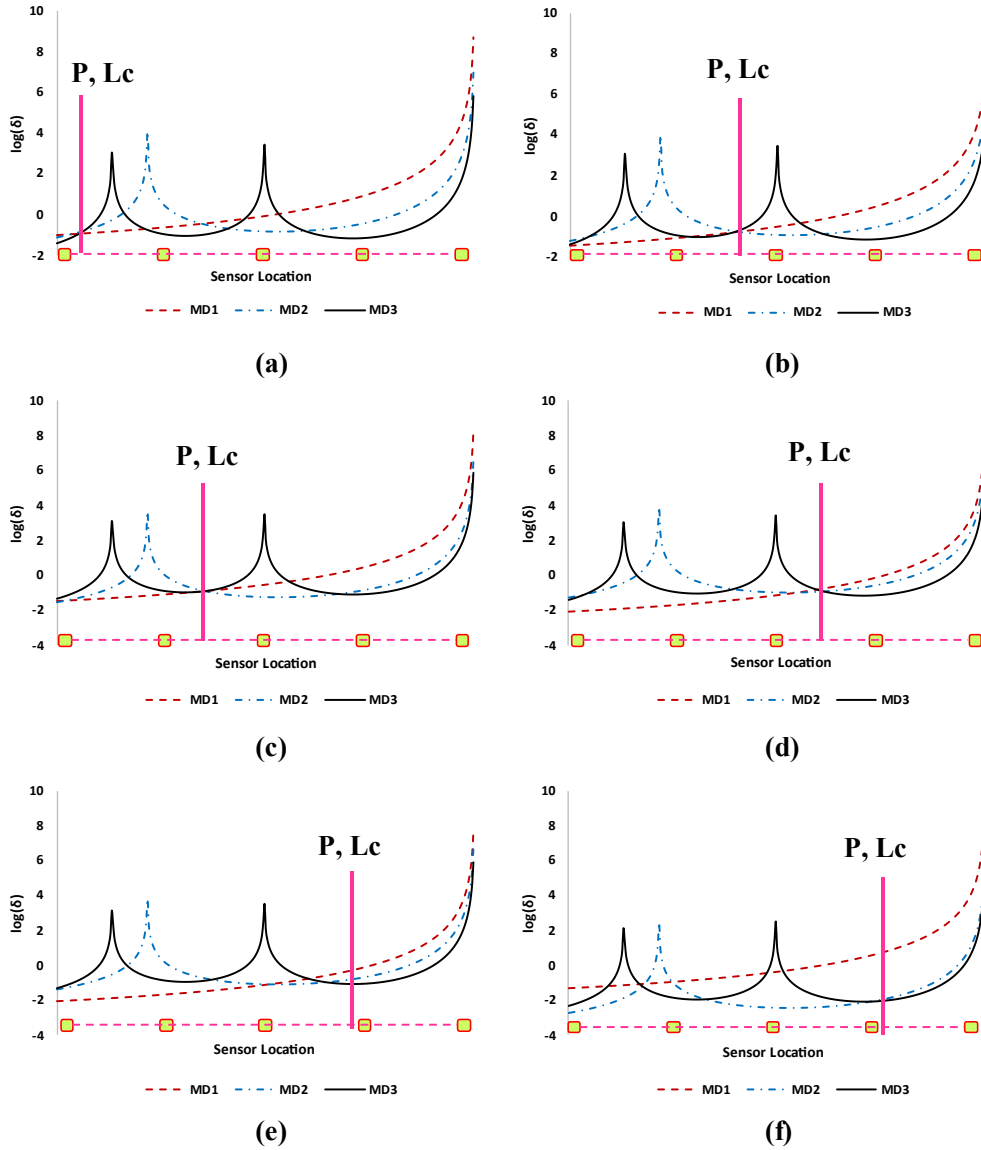 10
8
6
4
2
0
-2
log(δ)
P, Lc
Sensor Location
MD1 MD2 MD3
(a)
10
8
6
4
2
0
-2
log(δ)
P, Lc
Sensor Location
MD1 MD2 MD3
(b)
10
8
6
4
2
0
-2
-4
log(δ)
P, Lc
Sensor Location
MD1 MD2 MD3
(c)
10
8
6
4
2
0
-2
-4
log(δ)
P, Lc
Sensor Location
MD1 MD2 MD3
(d)
10
8
6
4
2
0
-2
-4
log(δ)
P, Lc
Sensor Location
MD1 MD2 MD3
(e)
10
8
6
4
2
0
-2
-4
log(δ)
P, Lc
Sensor Location
MD1 MD2 MD3
(f)